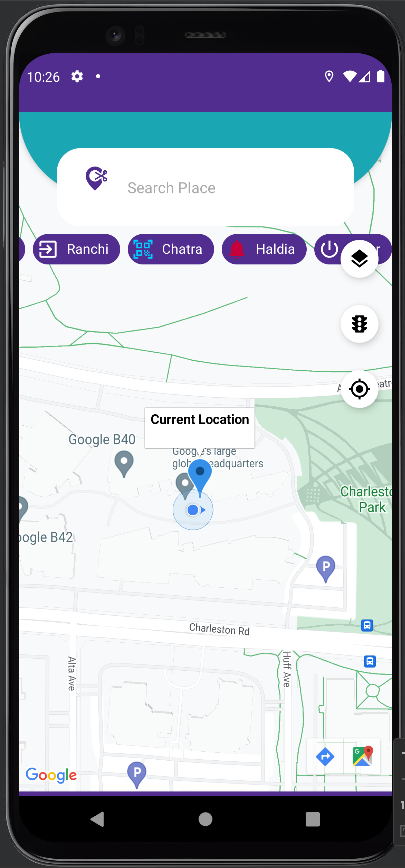 10:26
Search Place
Ranchi
Chatra
Haldia
Current Location
Google B40
Google's large
global headquarters
Google B42
Charleston
Park
Charleston Rd
Alta Ave
Huff Ave
P
P
Google